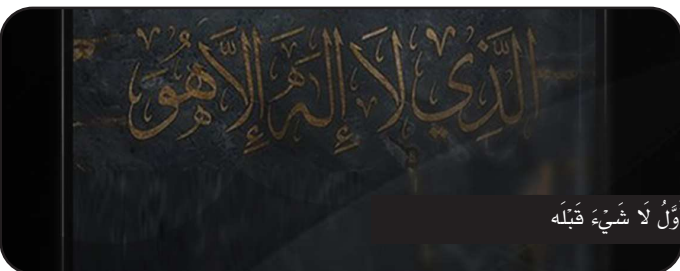 الَّذِي لَا إِلَهَ إِلَّا هُوَ
لَا شَيْءَ قَبْلَه